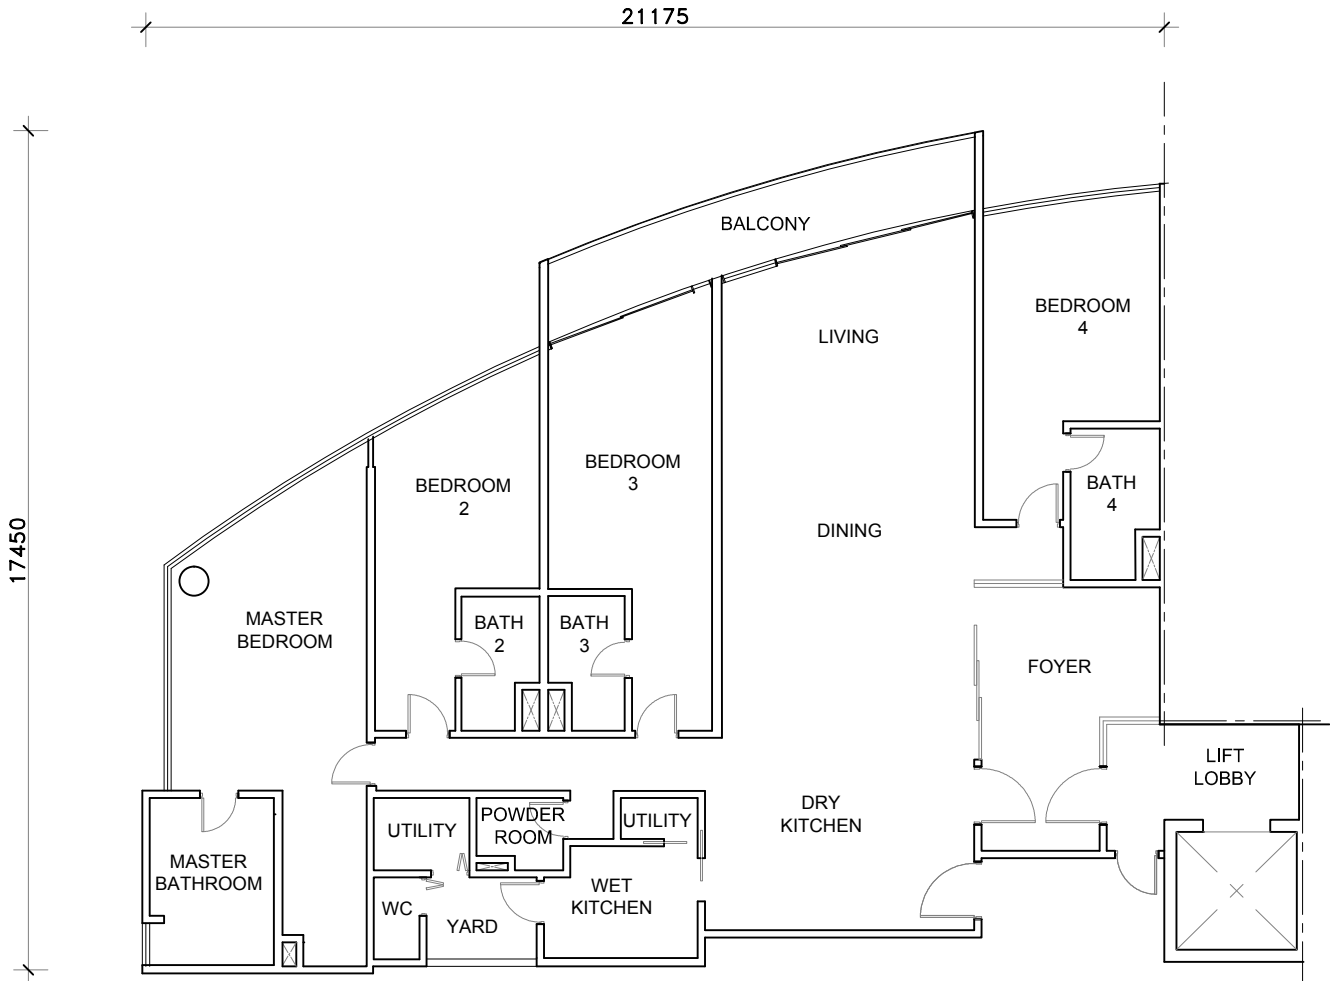 21175
17450
BALCONY
LIVING
BEDROOM
4
BEDROOM
3
BEDROOM
2
BATH
4
DINING
MASTER
BEDROOM
BATH
2
BATH
3
FOYER
LIFT
LOBBY
DRY
KITCHEN
UTILITY
POWDER
ROOM
UTILITY
MASTER
BATHROOM
WET
KITCHEN
WC
YARD